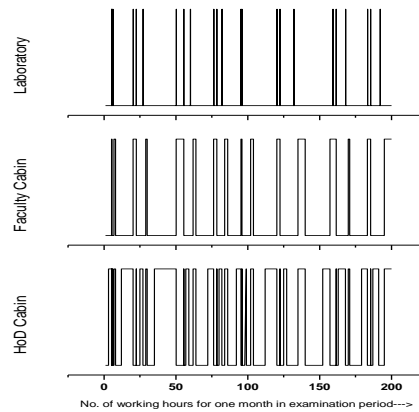 Laboratory
Faculty Cabin
HoD Cabin
0 50 100 150 200
No. of working hours for one month in examination period--->